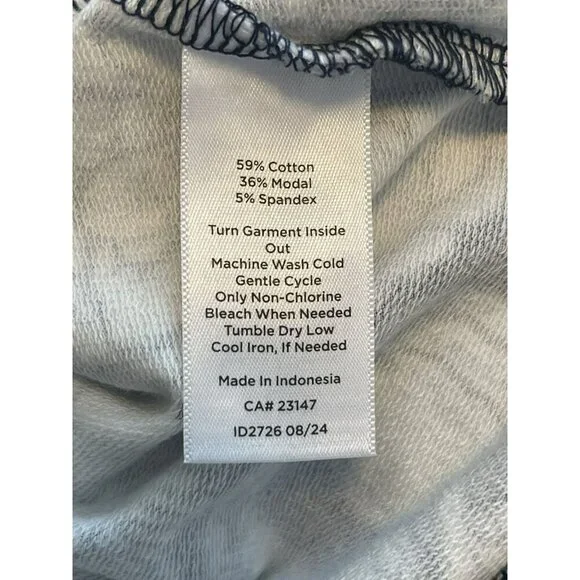 59% Cotton
36% Modal
5% Spandex
Turn Garment Inside
Out
Machine Wash Cold
Gentle Cycle
Only Non-Chlorine
Bleach When Needed
Tumble Dry Low
Cool Iron, If Needed
Made In Indonesia
CA# 23147
ID2726 08/24